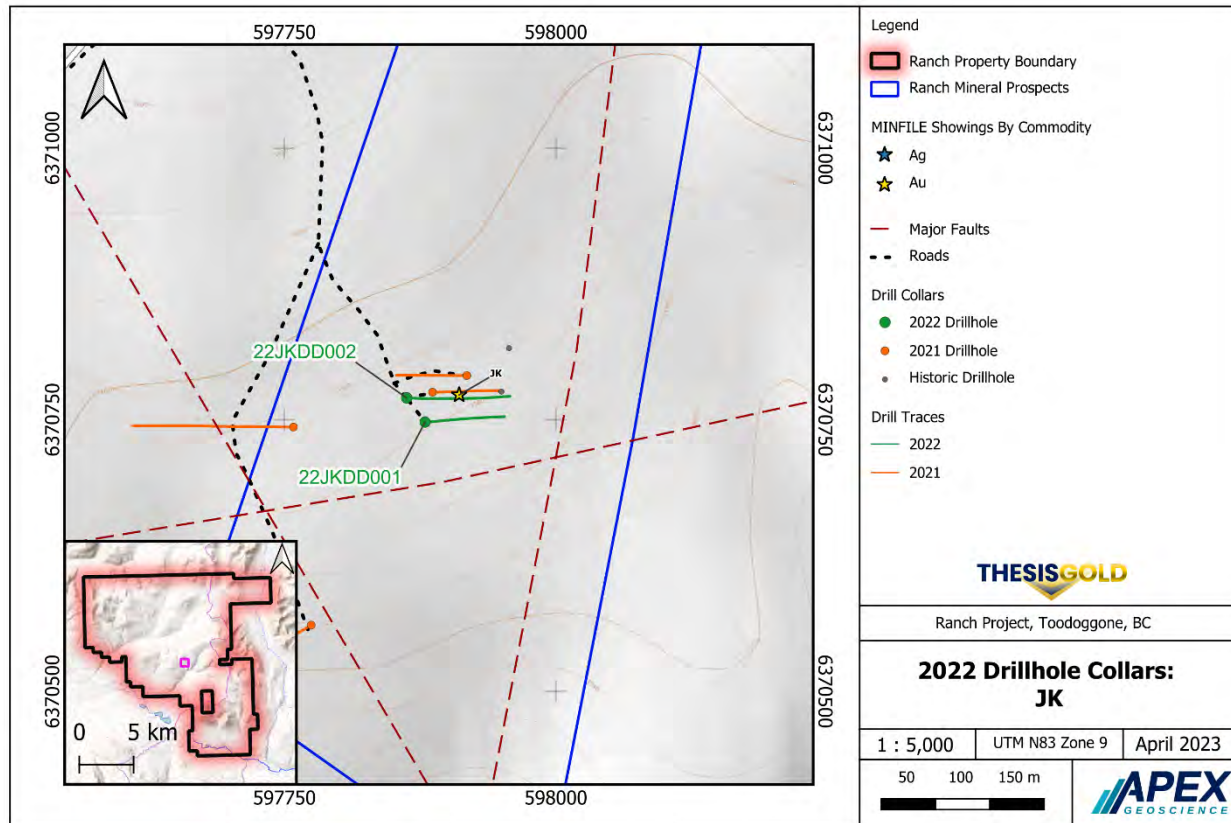 597750
598000
6371000
6371000
22JKDD002
JK
6370750
6370750
22JKDD001
0 5 km
6370500
6370500
597750
598000
Legend
Ranch Property Boundary
Ranch Mineral Prospects
MINFILE Showings By Commodity
Ag
Au
Major Faults
Roads
Drill Collars
2022 Drillhole
2021 Drillhole
Historic Drillhole
Drill Traces
2022
2021
THESISGOLD
Ranch Project, Toodoggone, BC
2022 Drillhole Collars:
JK
1 : 5,000
UTM N83 Zone 9
April 2023
50 100 150 m
APEX
GEOSCIENCE